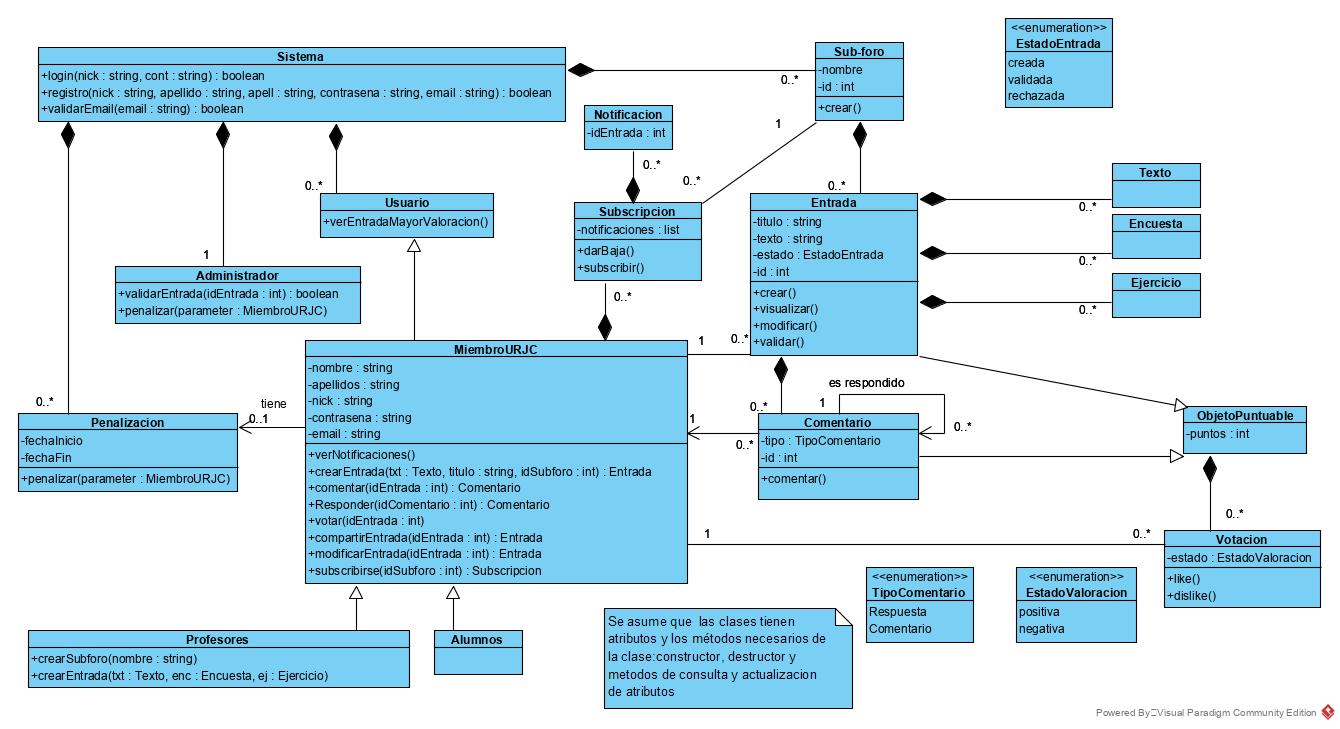 Sistema
+login(nick : string, cont : string) : boolean
+registro(nick : string, apellido : string, apell : string, contrasena : string, email : string) : boolean
+validarEmail(email : string) : boolean
0..*
Sub-foro
-nombre
-id : int
+crear()
<<enumeration>>
EstadoEntrada
creada
validada
rechazada
Notificacion
-idEntrada : int
0..*
1
0..*
0..*
0..*
Usuario
+verEntradaMayorValoracion()
Subscripcion
-notificaciones : list
+darBaja()
+subscribir()
0..*
Entrada
-titulo : string
-texto : string
-estado : EstadoEntrada
-id : int
+crear()
+visualizar()
+modificar()
+validar()
Texto
0..*
Encuesta
0..*
Ejercicio
0..*
1
Administrador
+validarEntrada(idEntrada : int) : boolean
+penalizar(parameter : MiembroURJC)
MiembroURJC
-nombre : string
-apellidos : string
-nick : string
-contrasena : string
-email : string
+verNotificaciones()
+crearEntrada(txt : Texto, titulo : string, idSubforo : int) : Entrada
+comentar(idEntrada : int) : Comentario
+Responder(idComentario : int) : Comentario
+votar(idEntrada : int)
+compartirEntrada(idEntrada : int) : Entrada
+modificarEntrada(idEntrada : int) : Entrada
+subscribirse(idSubforo : int) : Subscripcion
1
0..*
0..*
tiene
0..1
Penalizacion
-fechaInicio
-fechaFin
+penalizar(parameter : MiembroURJC)
es respondido
1
0..*
0..*
1
0..*
Comentario
-tipo : TipoComentario
-id : int
+comentar()
ObjetoPuntuable
-puntos : int
0..*
1
0..*
Votacion
-estado : EstadoValoracion
+like()
+dislike()
<<enumeration>>
TipoComentario
Respuesta
Comentario
<<enumeration>>
EstadoValoracion
positiva
negativa
Profesores
+crearSubforo(nombre : string)
+crearEntrada(txt : Texto, enc : Encuesta, ej : Ejercicio)
Alumnos
Se asume que las clases tienen
atributos y los métodos necesarios de
la clase:constructor, destructor y
metodos de consulta y actualizacion
de atributos
Powered By Visual Paradigm Community Edition